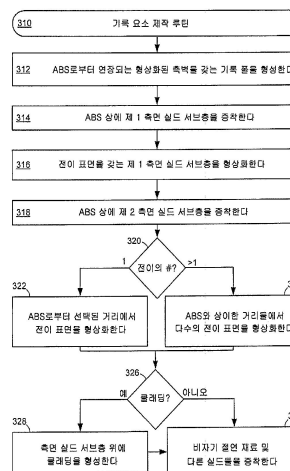 310
기록 요소 제작 루틴
312
ABS로부터 연장되는 형상화된 측벽을 갖는 기록 폴을 형성한다
314
ABS 상에 제 1 측면 실드 서브층을 증착한다
316
전이 표면을 갖는 제 1 측면 실드 서브층을 형상화한다
318
ABS 상에 제 2 측면 실드 서브층을 증착한다
320
전이의 #?
1
>1
322
ABS로부터 선택된 거리에서
전이 표면을 형상화한다
ABS와 상이한 거리들에서
다수의 전이 표면을 형상화한다
326
클래딩?
예
아니오
328
측면 실드 서브층 위에
클래딩을 형성한다
비자기 절연 재료 및
다른 실드들을 증착한다